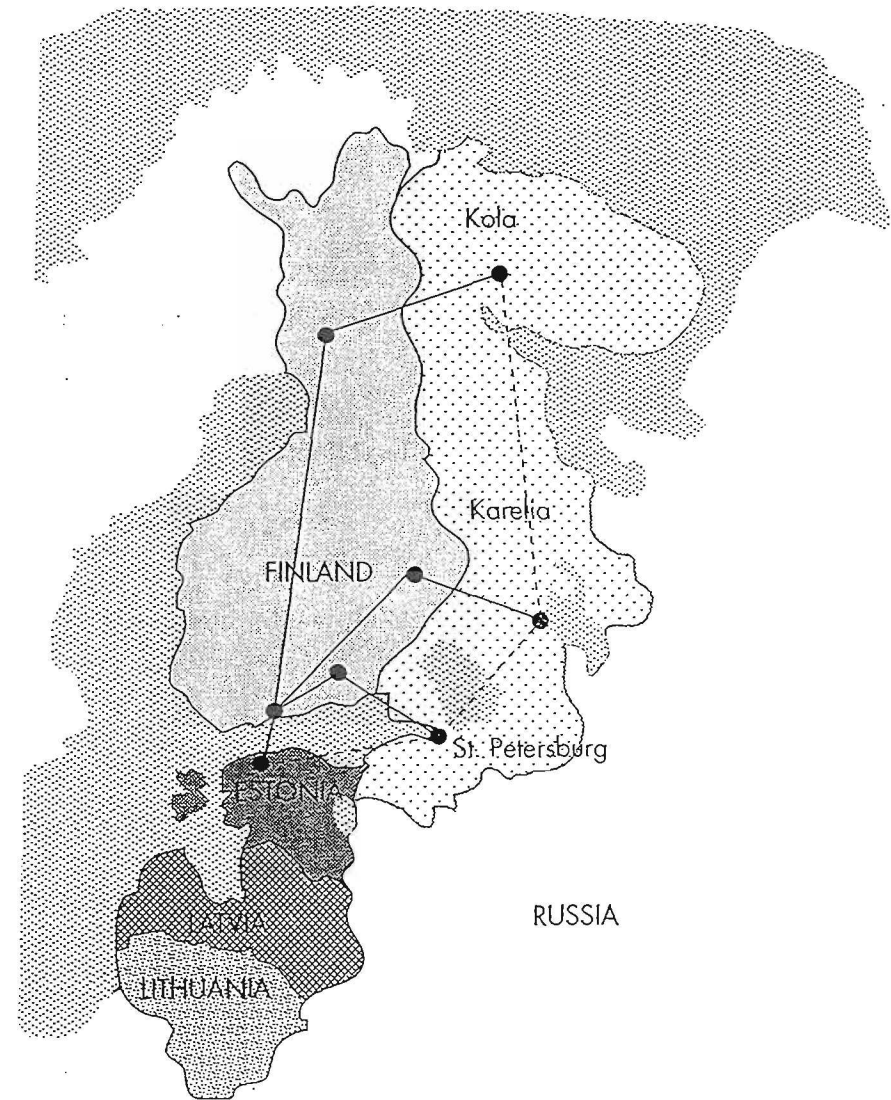 Kola
Karelia
FINLAND
St. Petersburg
ESTONIA
LATVIA
RUSSIA
LITHUANIA